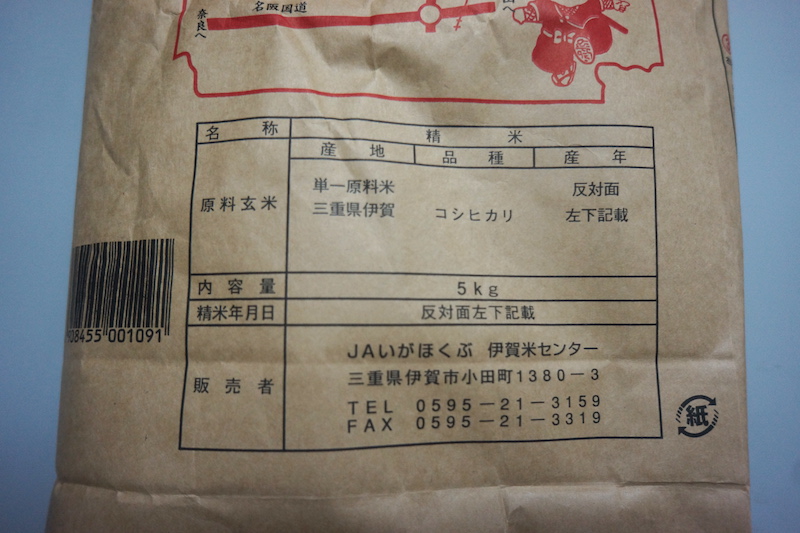 名阪国道
奈良へ
名称 精米
産地 品種 産年
原料玄米
単一原料米 反対面
三重県伊賀 コシヒカリ 左下記載
内容量 5kg
精米年月日 反対面左下記載
販売者
JAいがほくぶ 伊賀米センター
三重県伊賀市小田町1380－3
TEL 0595－21－3159
FAX 0595－21－3319
08455 001091
紙